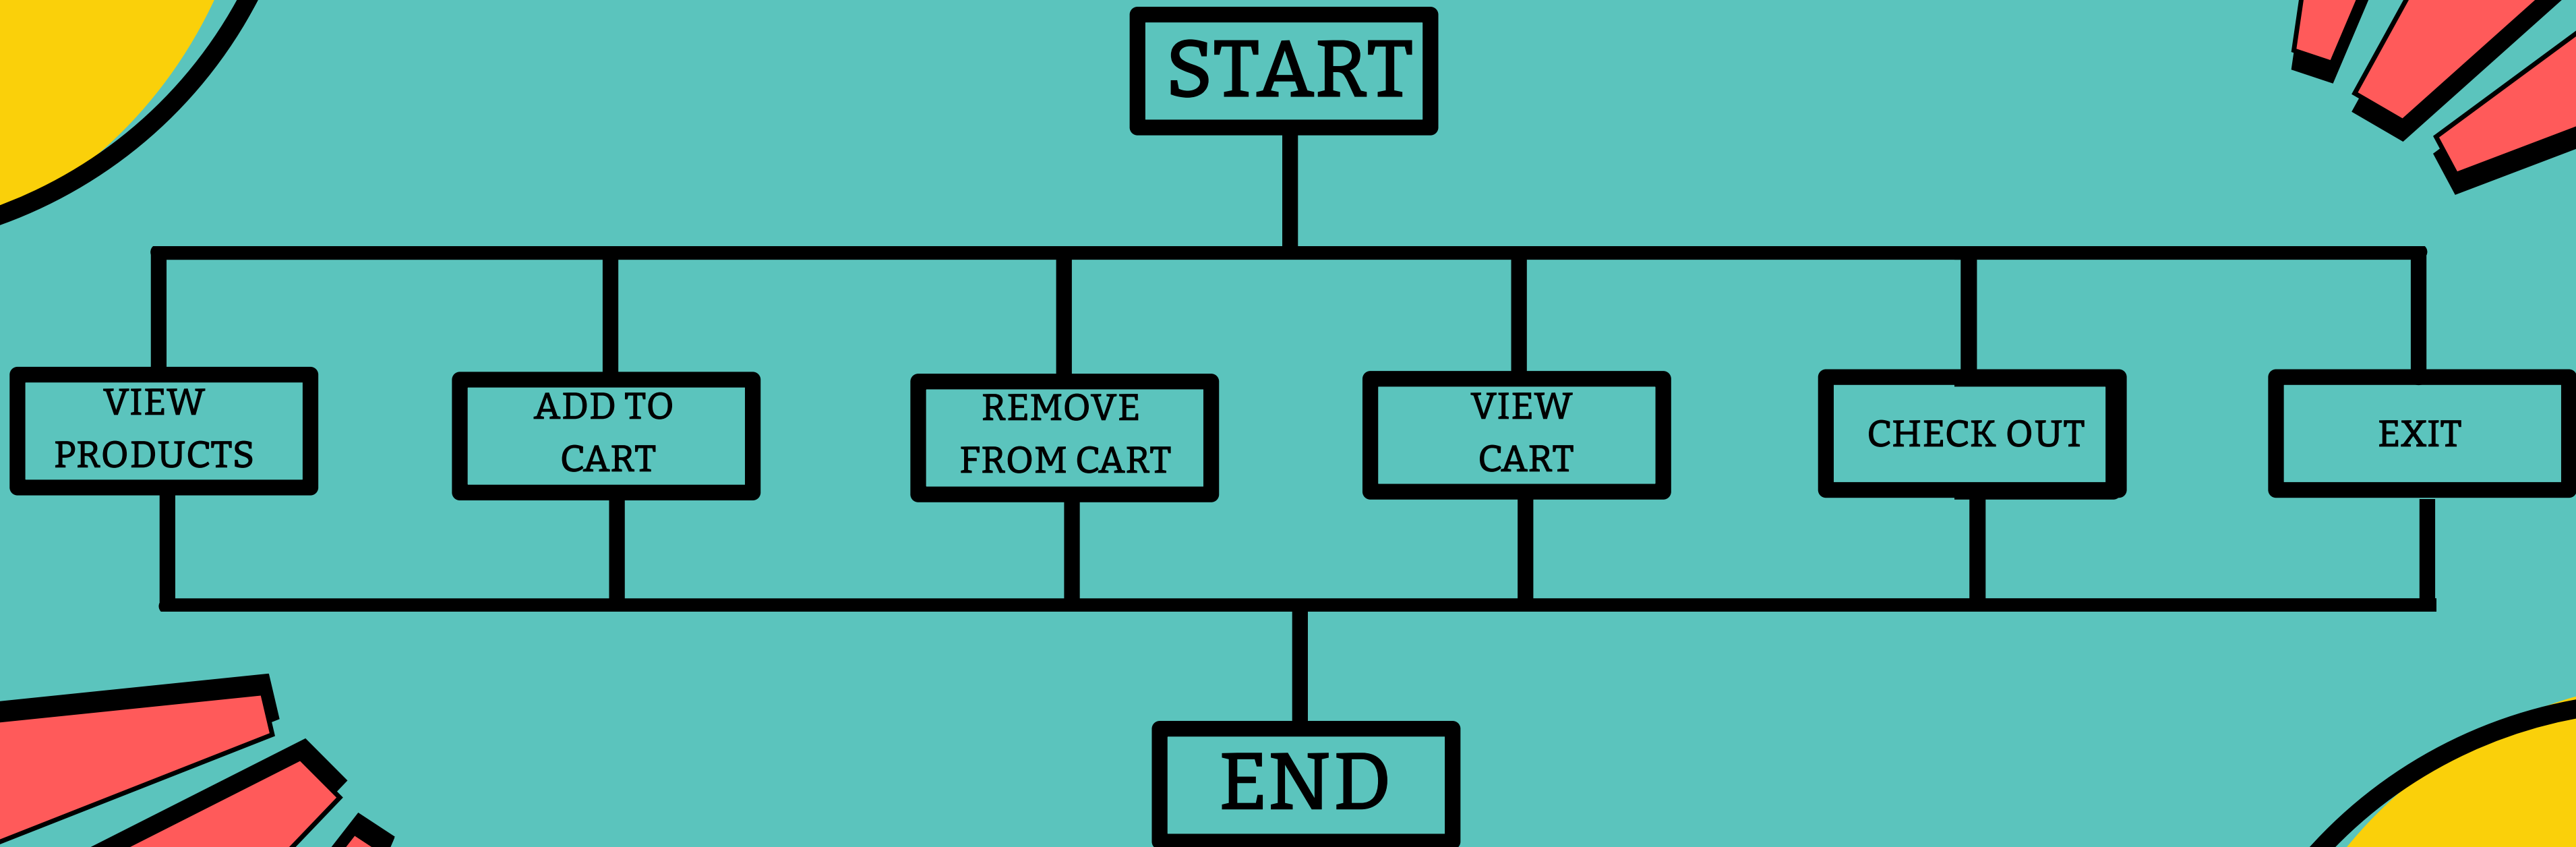 START
VIEW
PRODUCTS
ADD TO
CART
REMOVE
FROM CART
VIEW
CART
CHECK OUT
EXIT
END